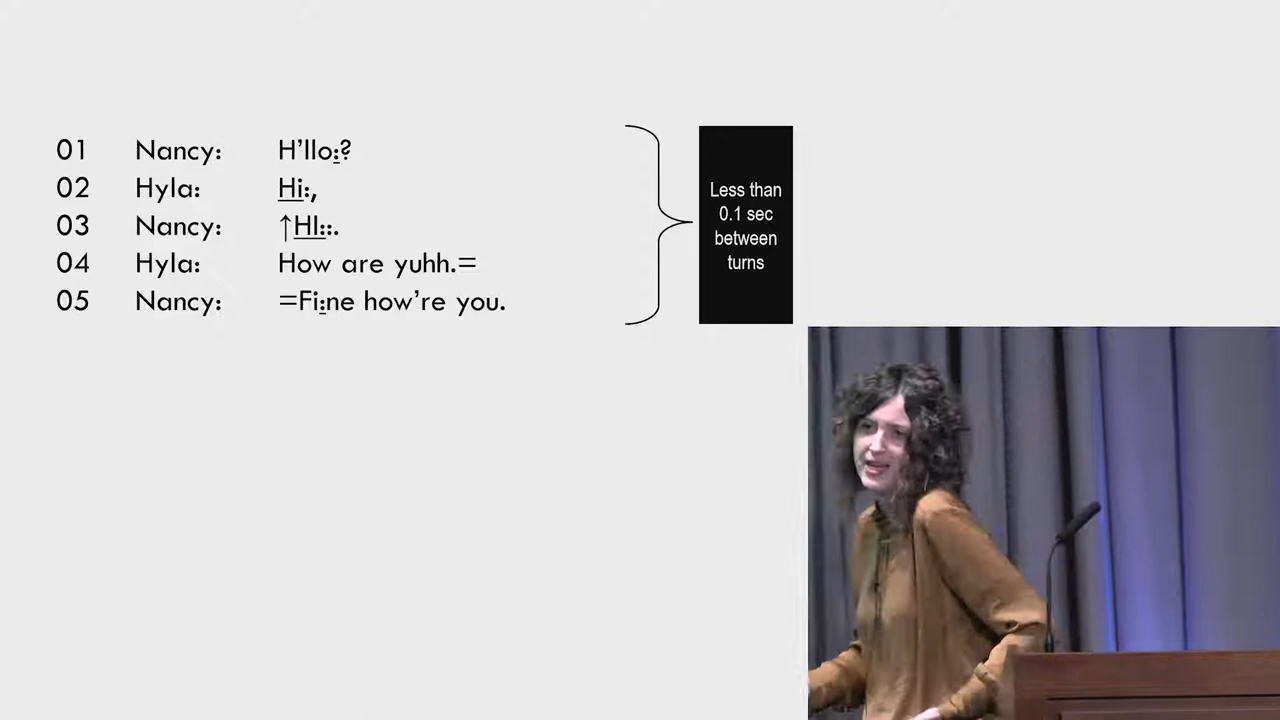 01 Nancy: H'llo:?
02 Hyla: Hi:,
03 Nancy: ↑HI::.
04 Hyla: How are yuhh.=
05 Nancy: =Fi:ne how're you.
Less than
0.1 sec
between
turns